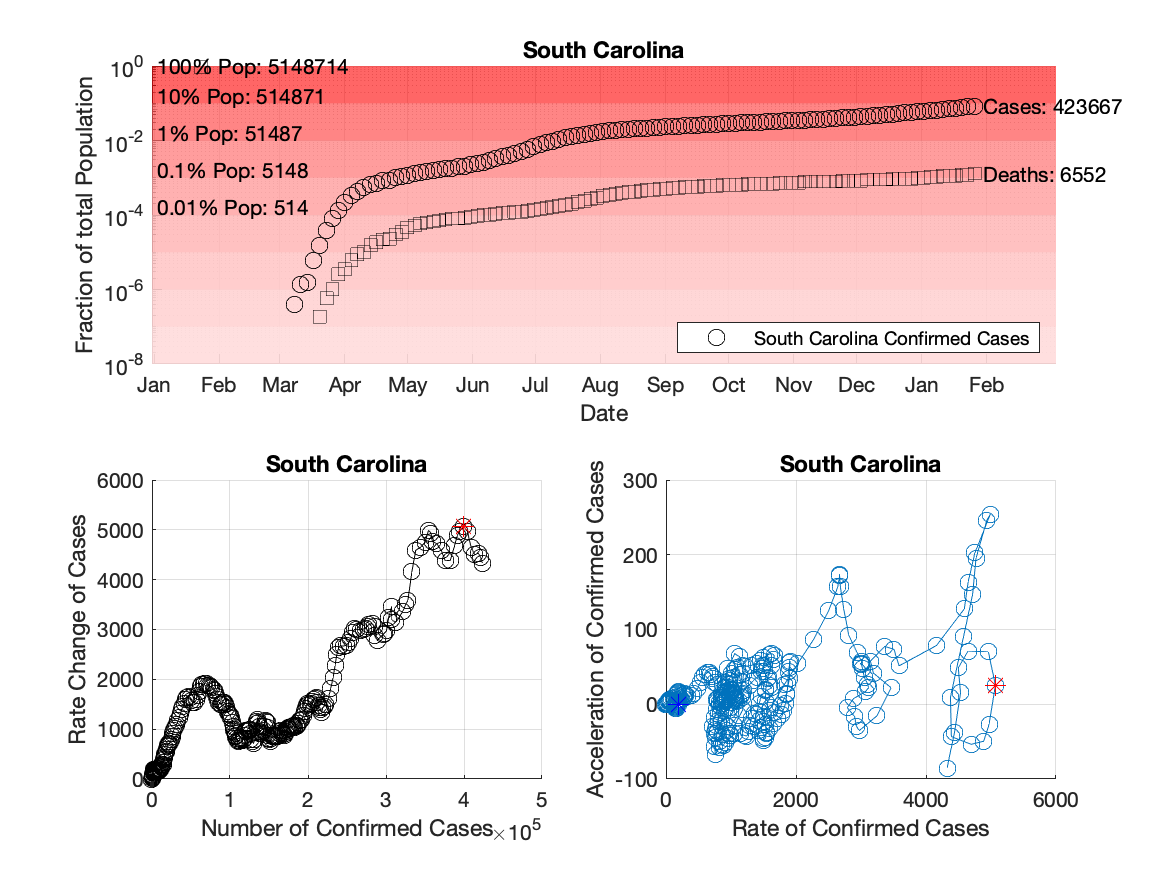 South Carolina
Fraction of total Population
10^0
10^-2
10^-4
10^-6
10^-8
100% Pop: 5148714
10% Pop: 514871
1% Pop: 51487
0.1% Pop: 5148
0.01% Pop: 514
Cases: 423667
Deaths: 6552
South Carolina Confirmed Cases
Jan Feb Mar Apr May Jun Jul Aug Sep Oct Nov Dec Jan Feb
Date
South Carolina
Rate Change of Cases
6000
5000
4000
3000
2000
1000
0
0 1 2 3 4 5
Number of Confirmed Cases ×10^5
South Carolina
Acceleration of Confirmed Cases
300
200
100
0
-100
0 2000 4000 6000
Rate of Confirmed Cases